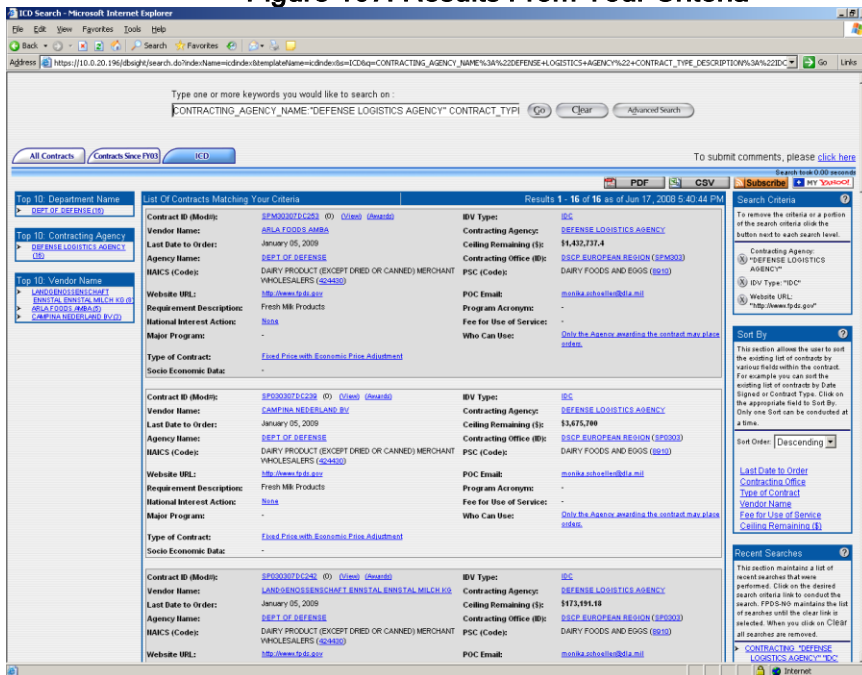 ICD Search - Microsoft Internet Explorer
File Edit View Favorites Tools Help
Back Search Favorites
Address https://10.0.20.196/dbsight/search.do?indexName=icdindex&templateName=icdindex&s=ICD&q=CONTRACTING_AGENCY_NAME%3A%22DEFENSE+LOGISTICS+AGENCY%22+CONTRACT_TYPE_DESCRIPTION%3A%22IDC Go Links
Type one or more keywords you would like to search on :
CONTRACTING_AGENCY_NAME:"DEFENSE LOGISTICS AGENCY" CONTRACT_TYPI Go Clear Advanced Search
All Contracts Contracts Since FY03 ICD To submit comments, please click here
Search took 0.00 seconds
PDF CSV Subscribe MY YAHOO!
Top 10: Department Name
DEPT OF DEFENSE (16)
Top 10: Contracting Agency
DEFENSE LOGISTICS AGENCY
(16)
Top 10: Vendor Name
LANDGENOSSENSCHAFT
ENNSTAL ENNSTAL MILCH KG
ARLA FOODS AMBA (5)
CAMPINA NEDERLAND BV
List Of Contracts Matching Your Criteria Results 1 - 16 of 16 as of Jun 17, 2008 5:40:44 PM
Contract ID (Mod#): SPM30307DC253 (0) (View) (Awards) IDV Type: IDC
Vendor Name: ARLA FOODS AMBA Contracting Agency: DEFENSE LOGISTICS AGENCY
Last Date to Order: January 05, 2009 Ceiling Remaining ($): $1,432,737.4
Agency Name: DEPT OF DEFENSE Contracting Office (ID): DSCP EUROPEAN REGION (SPM303)
NAICS (Code): DAIRY PRODUCT (EXCEPT DRIED OR CANNED) MERCHANT PSC (Code): DAIRY FOODS AND EGGS (8910)
WHOLESALERS (424430)
Website URL: http://www.fpds.gov POC Email: monika.schoeller@dla.mil
Requirement Description: Fresh Milk Products Program Acronym: -
National Interest Action: None Fee for Use of Service: -
Major Program: - Who Can Use: Only the Agency awarding the contract may place
orders.
Type of Contract: Fixed Price with Economic Price Adjustment
Socio Economic Data: -
Contract ID (Mod#): SP030307DC239 (0) (View) (Awards) IDV Type: IDC
Vendor Name: CAMPINA NEDERLAND BV Contracting Agency: DEFENSE LOGISTICS AGENCY
Last Date to Order: January 05, 2009 Ceiling Remaining ($): $3,675,700
Agency Name: DEPT OF DEFENSE Contracting Office (ID): DSCP EUROPEAN REGION (SP0303)
NAICS (Code): DAIRY PRODUCT (EXCEPT DRIED OR CANNED) MERCHANT PSC (Code): DAIRY FOODS AND EGGS (8910)
WHOLESALERS (424430)
Website URL: http://www.fpds.gov POC Email: monika.schoeller@dla.mil
Requirement Description: Fresh Milk Products Program Acronym: -
National Interest Action: None Fee for Use of Service: -
Major Program: - Who Can Use: Only the Agency awarding the contract may place
orders.
Type of Contract: Fixed Price with Economic Price Adjustment
Socio Economic Data: -
Contract ID (Mod#): SP030307DC242 (0) (View) (Awards) IDV Type: IDC
Vendor Name: LANDGENOSSENSCHAFT ENNSTAL ENNSTAL MILCH KG Contracting Agency: DEFENSE LOGISTICS AGENCY
Last Date to Order: January 05, 2009 Ceiling Remaining ($): $173,191.18
Agency Name: DEPT OF DEFENSE Contracting Office (ID): DSCP EUROPEAN REGION (SP0303)
NAICS (Code): DAIRY PRODUCT (EXCEPT DRIED OR CANNED) MERCHANT PSC (Code): DAIRY FOODS AND EGGS (8910)
WHOLESALERS (424430)
Website URL: http://www.fpds.gov POC Email: monika.schoeller@dla.mil
Search Criteria
To remove the criteria or a portion
of the search criteria click the
button next to each search level.
Contracting Agency:
"DEFENSE LOGISTICS
AGENCY"
IDV Type: "IDC"
Website URL:
"http://www.fpds.gov"
Sort By
This section allows the user to sort
the existing list of contracts by
various fields within the contract.
For example you can sort the
existing list of contracts by Date
Signed or Contract Type. Click on
the appropriate field to Sort By.
Only one Sort can be conducted at
a time.
Sort Order: Descending
Last Date to Order
Contracting Office
Type of Contract
Vendor Name
Fee for Use of Service
Ceiling Remaining ($)
Recent Searches
This section maintains a list of
recent searches that were
performed. Click on the desired
search criteria link to conduct the
search. FPDS-NG maintains the list
of searches until the clear link is
selected. When you click on Clear
all searches are removed.
CONTRACTING "DEFENSE
LOGISTICS AGENCY" "IDC"
Internet